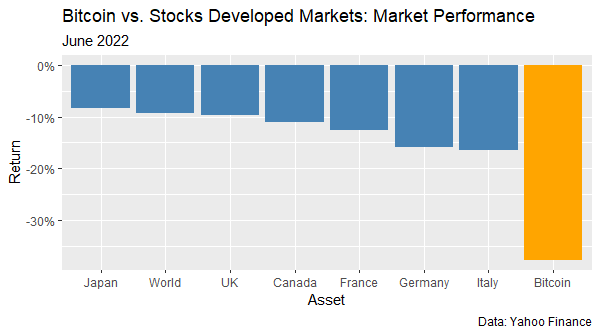 Bitcoin vs. Stocks Developed Markets: Market Performance
June 2022
0%
-10%
-20%
-30%
Return
Japan World UK Canada France Germany Italy Bitcoin
Asset
Data: Yahoo Finance